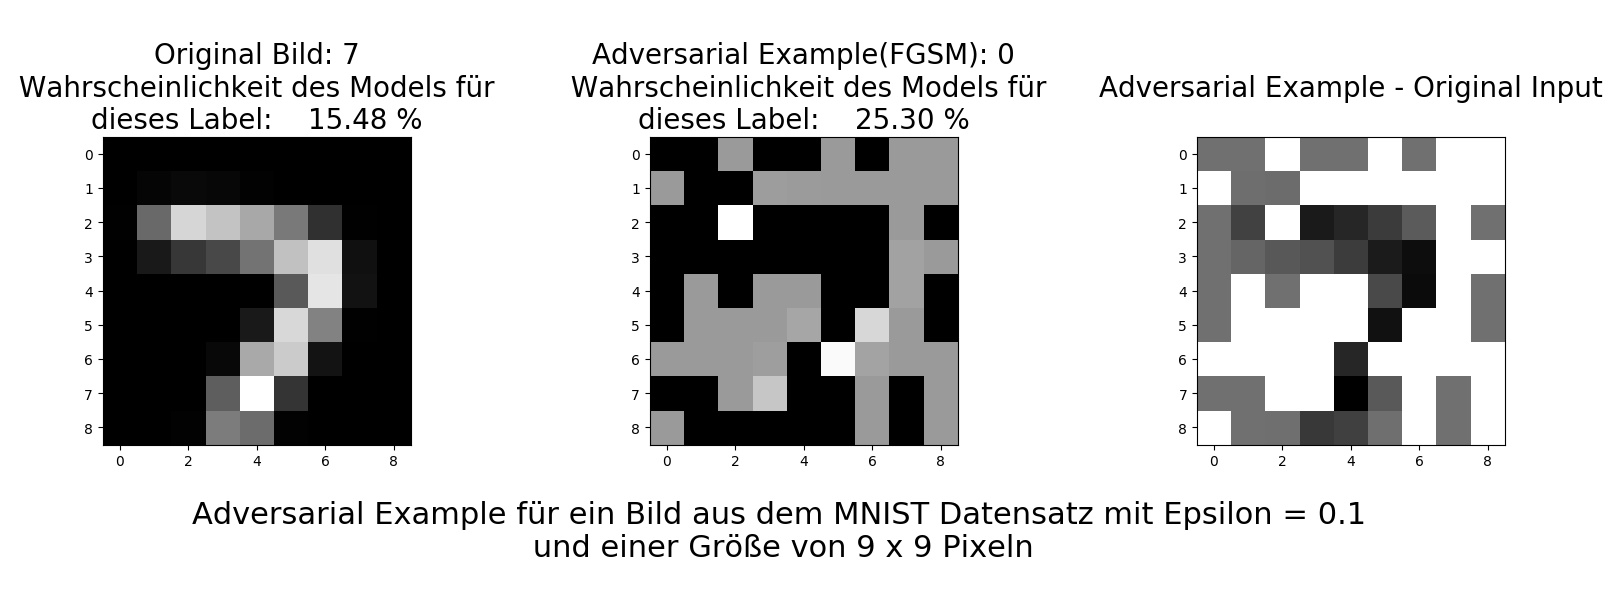 Original Bild: 7
Wahrscheinlichkeit des Models für
dieses Label: 15.48 %
0
1
2
3
4
5
6
7
8
0 2 4 6 8
Adversarial Example(FGSM): 0
Wahrscheinlichkeit des Models für
dieses Label: 25.30 %
0
1
2
3
4
5
6
7
8
0 2 4 6 8
Adversarial Example - Original Input
0
1
2
3
4
5
6
7
8
0 2 4 6 8
Adversarial Example für ein Bild aus dem MNIST Datensatz mit Epsilon = 0.1
und einer Größe von 9 x 9 Pixeln